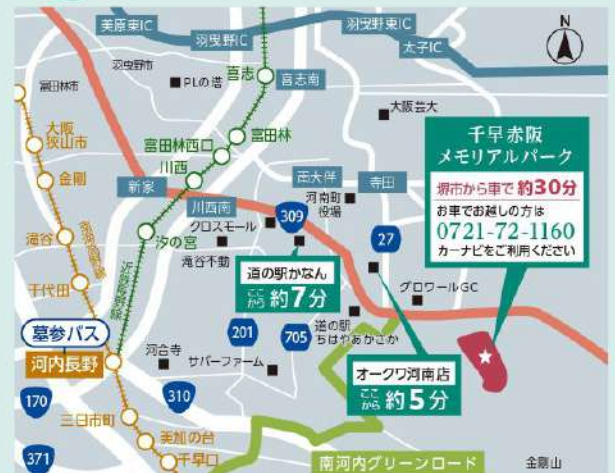 美原東IC
羽曳野IC
羽曳野東IC
太子IC
N
羽曳野市
PLの塔
喜志
喜志南
富田林市
大阪芸大
大阪
狭山市
金剛
富田林西口
富田林
川西
千早赤阪
メモリアルパーク
堺市から車で 約30分
お車でお越しの方は
0721-72-1160
カーナビをご利用ください
新家
川西南
南大伴
寺田
河南町
役場
309
27
滝谷
汐の宮
クロスモール
滝谷不動
道の駅かなん
ここから 約7分
グロワールGC
千代田
墓参バス
河内長野
河合寺
201
705
サバーファーム
道の駅
ちはやあかさか
オークワ河南店
ここから 約5分
170
310
三日市町
美加の台
千早口
371
南河内グリーンロード
金剛山